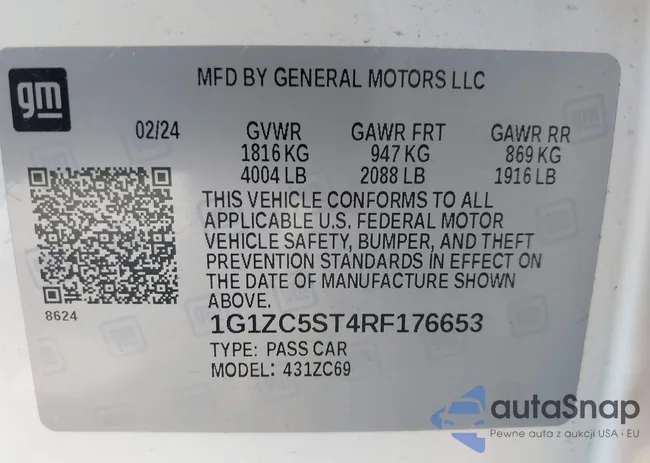 gm
MFD BY GENERAL MOTORS LLC
02/24 GVWR GAWR FRT GAWR RR
1816 KG 947 KG 869 KG
4004 LB 2088 LB 1916 LB
THIS VEHICLE CONFORMS TO ALL
APPLICABLE U.S. FEDERAL MOTOR
VEHICLE SAFETY, BUMPER, AND THEFT
PREVENTION STANDARDS IN EFFECT ON
THE DATE OF MANUFACTURE SHOWN
ABOVE.
8624
1G1ZC5ST4RF176653
TYPE: PASS CAR
MODEL: 431ZC69
autaSnap
Pewne auta z aukcji USA i EU